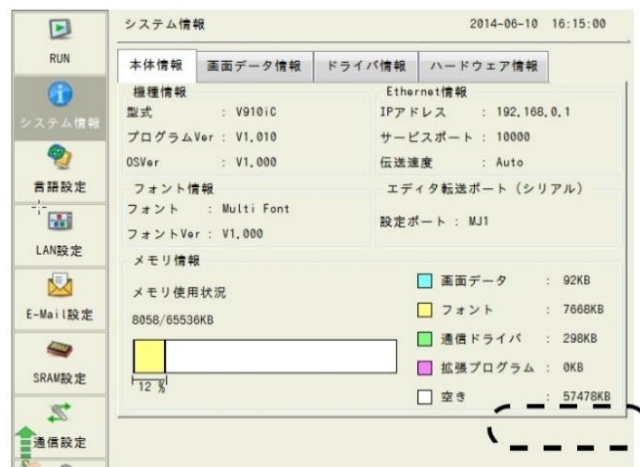 システム情報 2014-06-10 16:15:00
RUN
システム情報
言語設定
LAN設定
E-Mail設定
SRAM設定
通信設定
本体情報 画面データ情報 ドライバ情報 ハードウェア情報
機種情報
型式 : V910iC
プログラムVer : V1.010
OSVer : V1.000
Ethernet情報
IPアドレス : 192.168.0.1
サービスポート : 10000
伝送速度 : Auto
フォント情報
フォント : Multi Font
フォントVer : V1.000
エディタ転送ポート(シリアル)
設定ポート : MJ1
メモリ情報
メモリ使用状況
8058/65536KB
12 %
画面データ : 92KB
フォント : 7668KB
通信ドライバ : 298KB
拡張プログラム : 0KB
空き : 57478KB